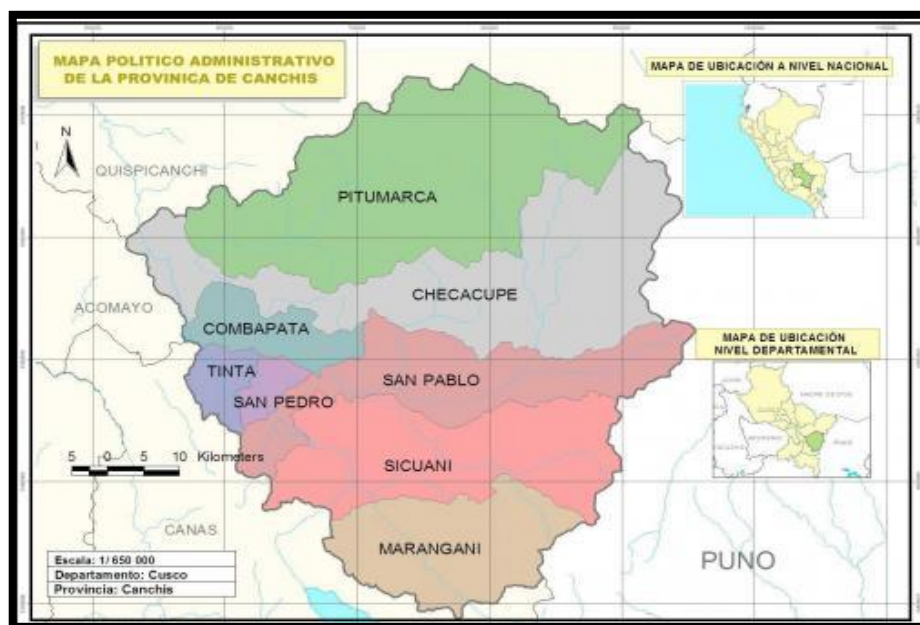 MAPA POLITICO ADMINISTRATIVO
DE LA PROVINICA DE CANCHIS
MAPA DE UBICACIÓN A NIVEL NACIONAL
N
QUISPICANCHI
PITUMARCA
CHECACUPE
ACOMAYO
COMBAPATA
MAPA DE UBICACIÓN
NIVEL DEPARTAMENTAL
TINTA
SAN PABLO
SAN PEDRO
5 0 5 10 Kilometers
SICUANI
CANAS
MARANGANI
PUNO
Escala: 1/ 650 000
Departamento: Cusco
Provincia: Canchis